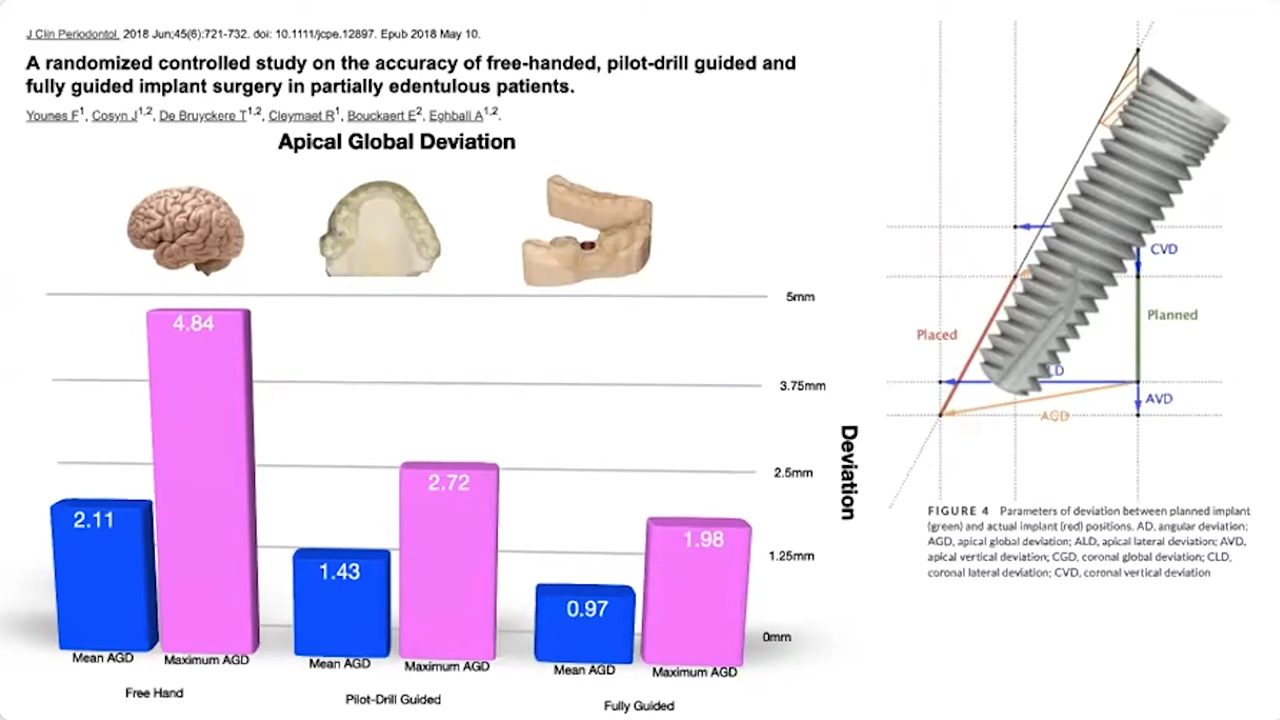 J Clin Periodontol. 2018 Jun;45(6):721-732. doi: 10.1111/jcpe.12897. Epub 2018 May 10.
A randomized controlled study on the accuracy of free-handed, pilot-drill guided and
fully guided implant surgery in partially edentulous patients.
Younes F1, Cosyn J1,2, De Bruyckere T1,2, Cleymaet R1, Bouckaert E2, Eghbali A1,2.
Apical Global Deviation
5mm
4.84
3.75mm
2.5mm
2.72
2.11
1.98
1.25mm
1.43
0.97
0mm
Deviation
Mean AGD
Maximum AGD
Mean AGD
Maximum AGD
Mean AGD
Maximum AGD
Free Hand
Pilot-Drill Guided
Fully Guided
CVD
Planned
Placed
LD
AVD
AGD
FIGURE 4 Parameters of deviation between planned implant
(green) and actual implant (red) positions. AD, angular deviation;
AGD, apical global deviation; ALD, apical lateral deviation; AVD,
apical vertical deviation; CGD, coronal global deviation; CLD,
coronal lateral deviation; CVD, coronal vertical deviation